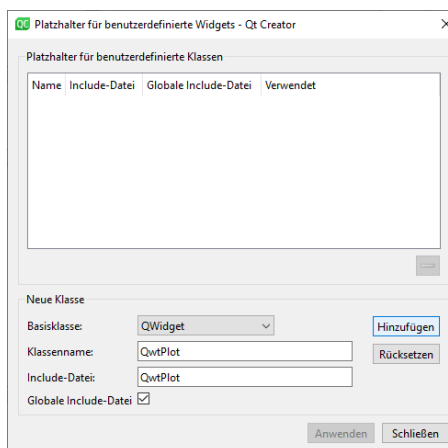 QC Platzhalter für benutzerdefinierte Widgets - Qt Creator
Platzhalter für benutzerdefinierte Klassen
Name Include-Datei Globale Include-Datei Verwendet
Neue Klasse
Basisklasse: QWidget Hinzufügen
Klassenname: QwtPlot Rücksetzen
Include-Datei: QwtPlot
Globale Include-Datei
Anwenden Schließen